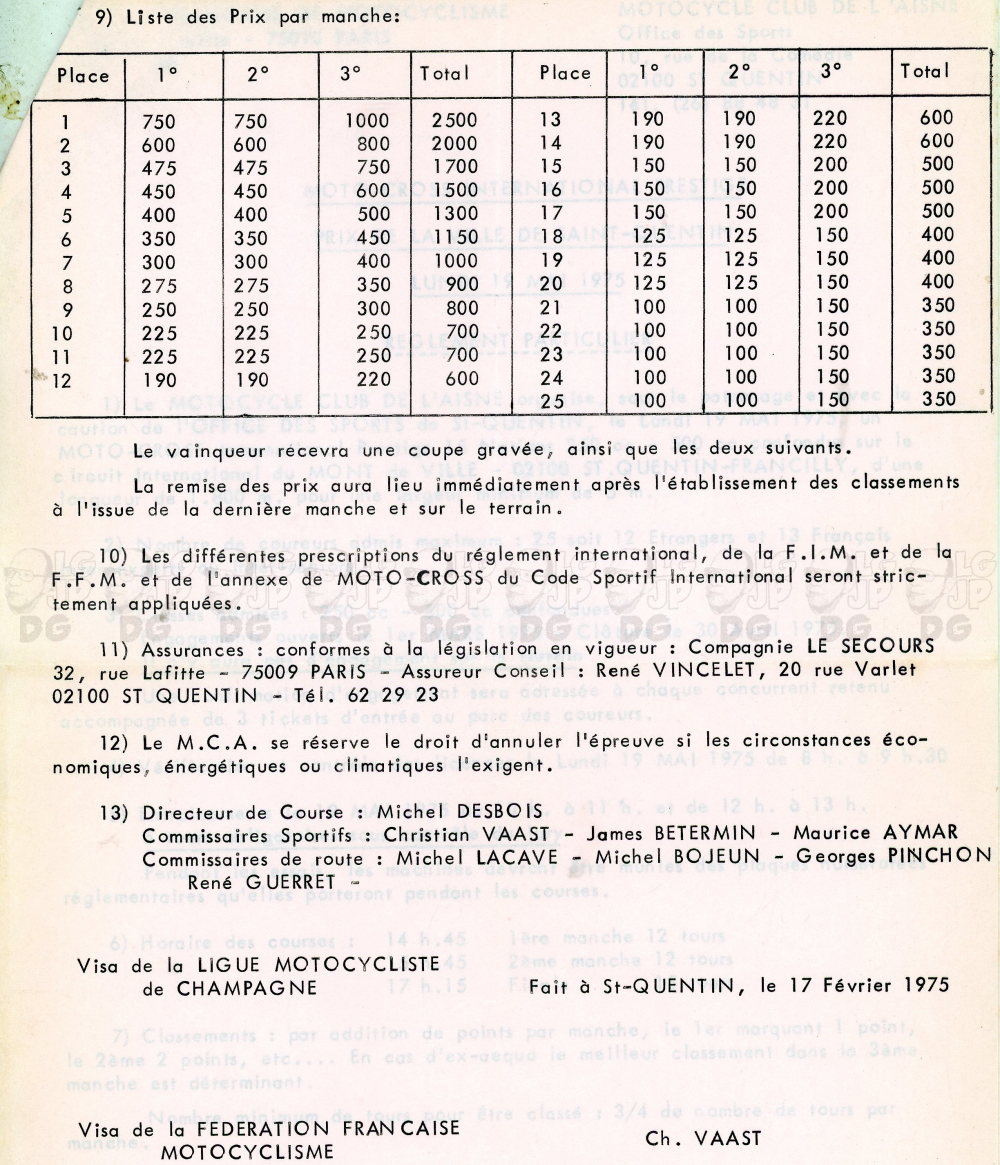 9) Liste des Prix par manche:
Place 1° 2° 3° Total Place 1° 2° 3° Total
1 750 750 1000 2500 13 190 190 220 600
2 600 600 800 2000 14 190 190 220 600
3 475 475 750 1700 15 150 150 200 500
4 450 450 600 1500 16 150 150 200 500
5 400 400 500 1300 17 150 150 200 500
6 350 350 450 1150 18 125 125 150 400
7 300 300 400 1000 19 125 125 150 400
8 275 275 350 900 20 125 125 150 400
9 250 250 300 800 21 100 100 150 350
10 225 225 250 700 22 100 100 150 350
11 225 225 250 700 23 100 100 150 350
12 190 190 220 600 24 100 100 150 350
25 100 100 150 350
Le vainqueur recevra une coupe gravée, ainsi que les deux suivants.
La remise des prix aura lieu immédiatement après l'établissement des classements
à l'issue de la dernière manche et sur le terrain.
10) Les différentes prescriptions du réglement international, de la F.I.M. et de la
F.F.M. et de l'annexe de MOTO-CROSS du Code Sportif International seront stric-
tement appliquées.
11) Assurances : conformes à la législation en vigueur : Compagnie LE SECOURS
32, rue Lafitte - 75009 PARIS - Assureur Conseil : René VINCELET, 20 rue Varlet
02100 ST QUENTIN - Tél. 62 29 23
12) Le M.C.A. se réserve le droit d'annuler l'épreuve si les circonstances éco-
nomiques, énergétiques ou climatiques l'exigent.
13) Directeur de Course : Michel DESBOIS
Commissaires Sportifs : Christian VAAST - James BETERMIN - Maurice AYMAR
Commissaires de route : Michel LACAVE - Michel BOJEUN - Georges PINCHON
René GUERRET -
Visa de la LIGUE MOTOCYCLISTE
de CHAMPAGNE Fait à St-QUENTIN, le 17 Février 1975
Visa de la FEDERATION FRANCAISE
MOTOCYCLISME Ch. VAAST